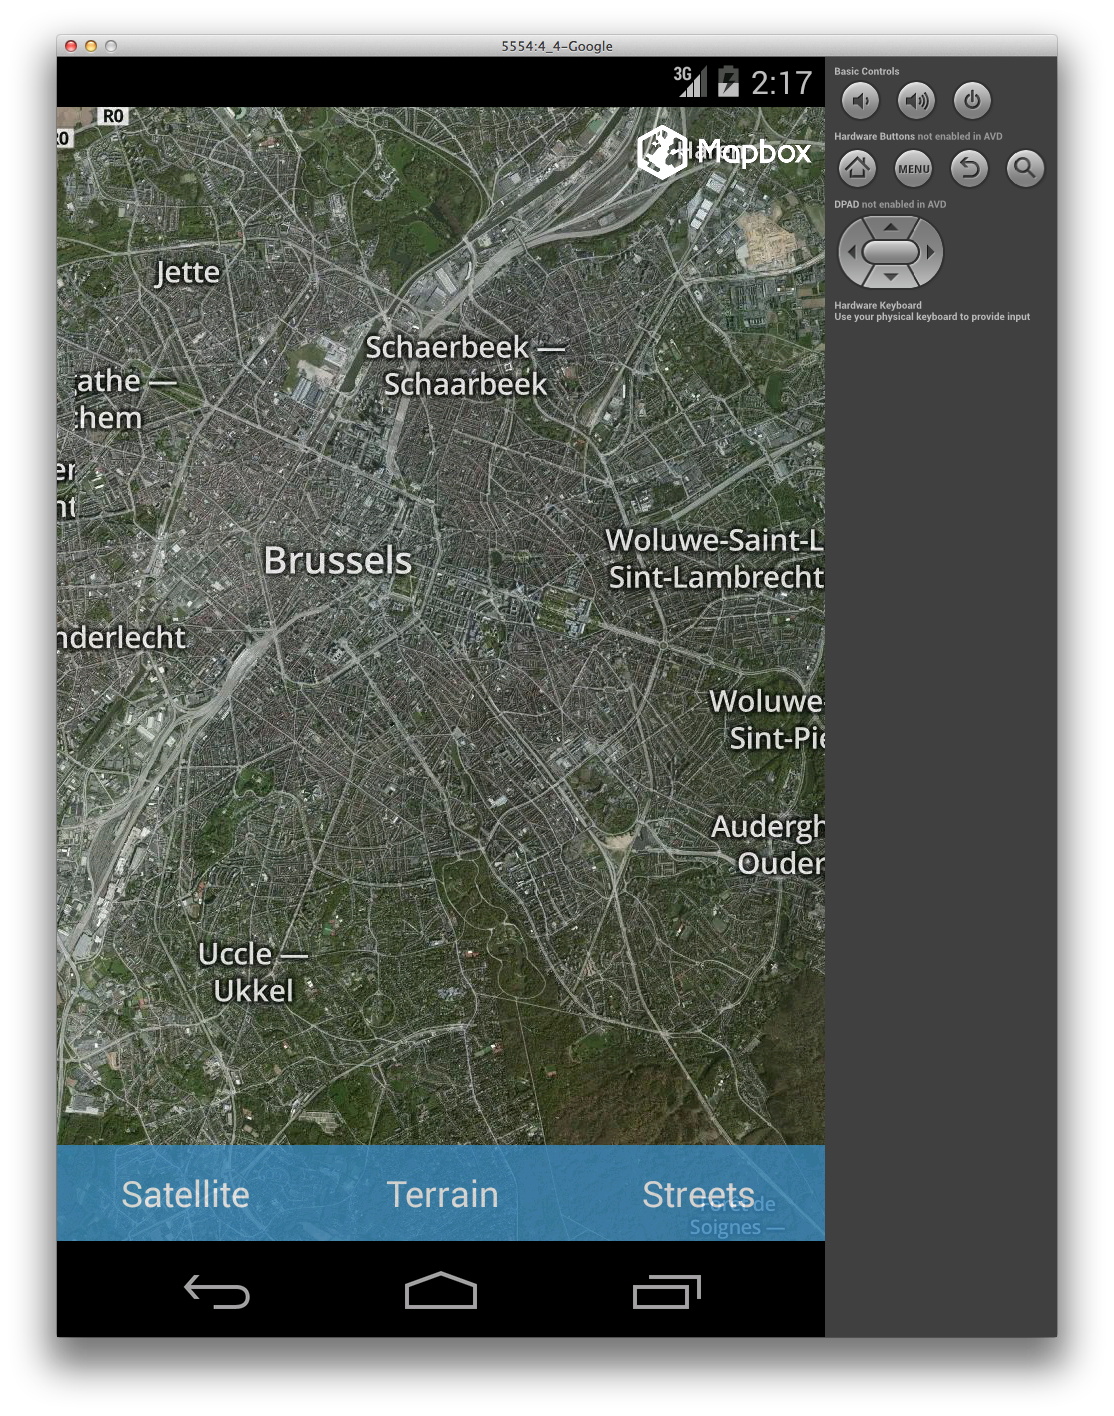 5554:4_4-Google
3G 2:17
Basic Controls
Hardware Buttons not enabled in AVD
MENU
DPAD not enabled in AVD
Hardware Keyboard
Use your physical keyboard to provide input
R0
R0
Mapbox
Jette
Schaerbeek —
Schaarbeek
athe —
hem
er
nt
Brussels
Woluwe-Saint-L
Sint-Lambrecht
nderlecht
Woluwe-
Sint-Pie
Audergh
Ouder
Uccle —
Ukkel
Satellite Terrain Streets
Forêt de
Soignes —